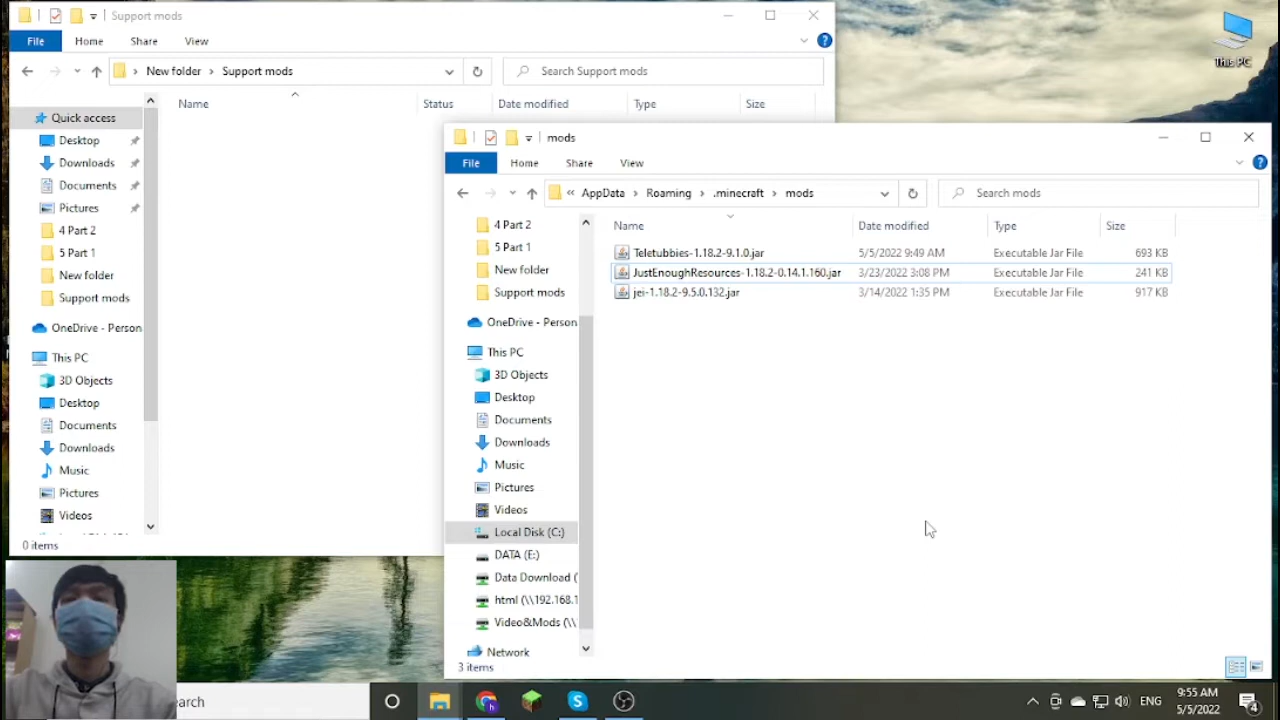 Support mods
File Home Share View
New folder Support mods Search Support mods
Name Status Date modified Type Size
Quick access
Desktop
Downloads
Documents
Pictures
4 Part 2
5 Part 1
New folder
Support mods
OneDrive - Person
This PC
3D Objects
Desktop
Documents
Downloads
Music
Pictures
Videos
0 items
mods
File Home Share View
« AppData Roaming .minecraft mods Search mods
Name Date modified Type Size
4 Part 2
5 Part 1
New folder
Support mods
OneDrive - Person
This PC
3D Objects
Desktop
Documents
Downloads
Music
Pictures
Videos
Local Disk (C:)
DATA (E:)
Data Download (
html (\\192.168.1
Video&Mods (\\
Network
Teletubbies-1.18.2-9.1.0.jar 5/5/2022 9:49 AM Executable Jar File 693 KB
JustEnoughResources-1.18.2-0.14.1.160.jar 3/23/2022 3:08 PM Executable Jar File 241 KB
jei-1.18.2-9.5.0.132.jar 3/14/2022 1:35 PM Executable Jar File 917 KB
3 items
This PC
earch
ENG
9:55 AM
5/5/2022
4